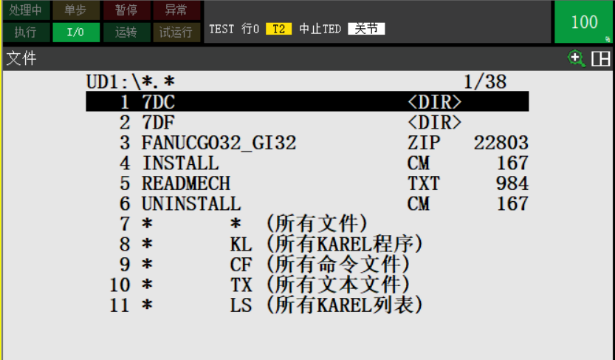 处理中 单步 暂停 异常
执行 I/O 运转 试运行
TEST 行0 T2 中止TED 关节
100 %
文件
UD1:\*.* 1/38
1 7DC <DIR>
2 7DF <DIR>
3 FANUCGO32_GI32 ZIP 22803
4 INSTALL CM 167
5 READMECH TXT 984
6 UNINSTALL CM 167
7 * * (所有文件)
8 * KL (所有KAREL程序)
9 * CF (所有命令文件)
10 * TX (所有文本文件)
11 * LS (所有KAREL列表)